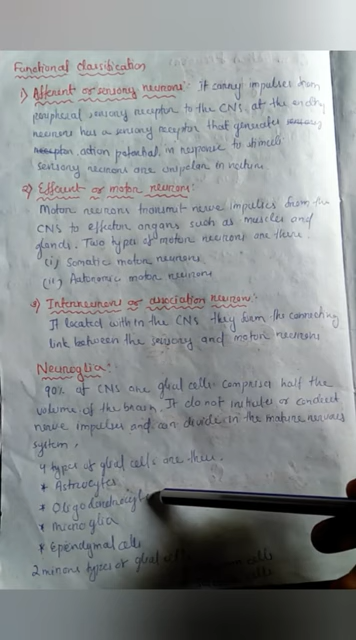 Functional classification
1) Afferent or sensory neurons:- it carry impulses from
peripheral sensory receptor to the CNS, at the ending
neurons has a sensory receptor that generates sensory
receptor action potential in response to stimuli.
sensory neurons are unipolar in nature
2) Efferent or motor neurons:
Motor neurons transmit nerve impulses from the
CNS to effector organs such as muscles and
glands. Two types of motor neurons are there.
(i) Somatic motor neurons
(ii) Autonomic motor neurons
3) Interneurons or association neurons:-
It located within the CNS they form the connecting
link between the sensory and motor neurons
Neuroglia:-
90% of CNS are glial cells comprise half the
volume of the brain. It do not initiates or conduct
nerve impulses and can divide in the mature nervous
system.
4 types of glial cells are there.
* Astrocytes
* Microglia
* Ependymal cells
2 minors types of glial cells
cells